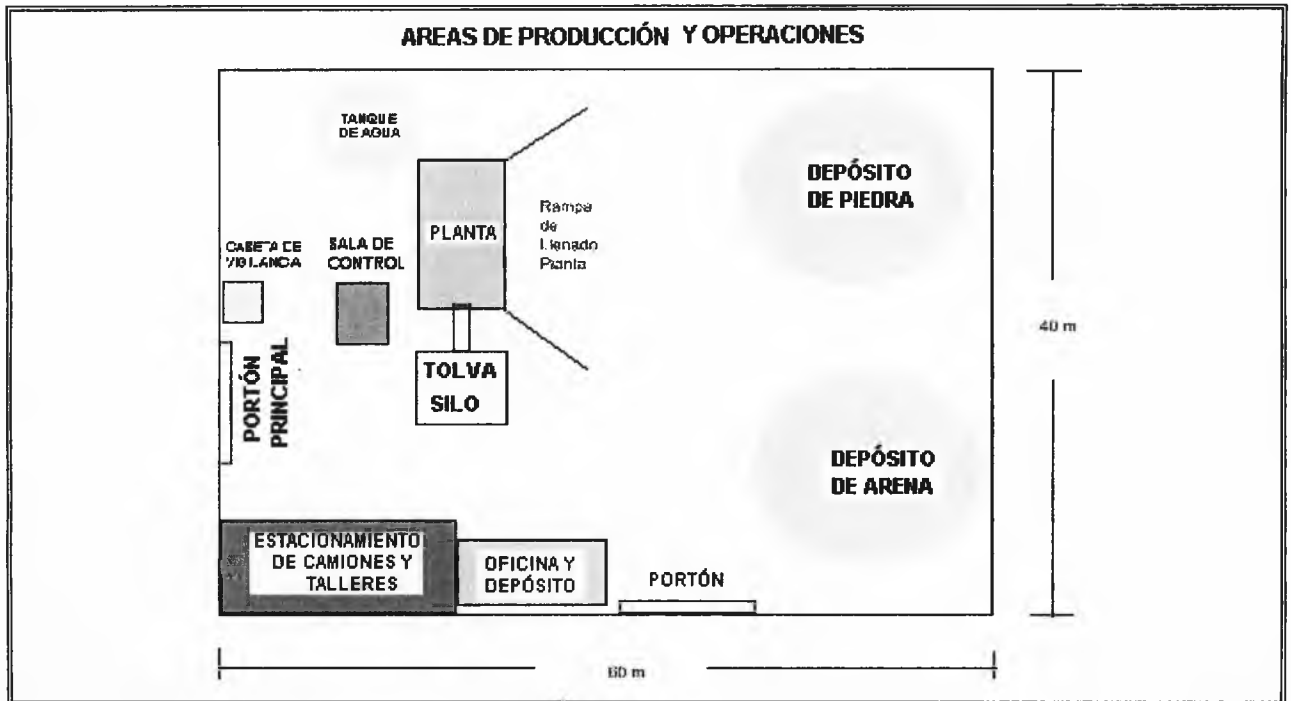 AREAS DE PRODUCCIÓN Y OPERACIONES
TANQUE
DE AGUA
DEPÓSITO
DE PIEDRA
PLANTA
Rampa
de
Llenado
Planta
CASETA DE
VIGILANCIA
SALA DE
CONTROL
40 m
PORTÓN
PRINCIPAL
TOLVA
SILO
DEPÓSITO
DE ARENA
ESTACIONAMIENTO
DE CAMIONES Y
TALLERES
OFICINA Y
DEPÓSITO
PORTÓN
60 m